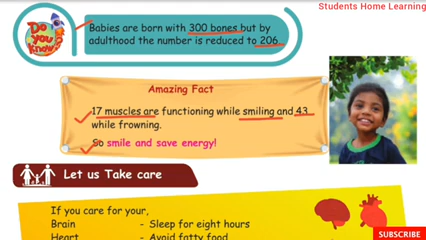 Students Home Learning
Do you Know
Babies are born with 300 bones but by
adulthood the number is reduced to 206.
Amazing Fact
17 muscles are functioning while smiling and 43
while frowning.
So smile and save energy!
Let us Take care
If you care for your,
Brain - Sleep for eight hours
Heart - Avoid fatty food
SUBSCRIBE